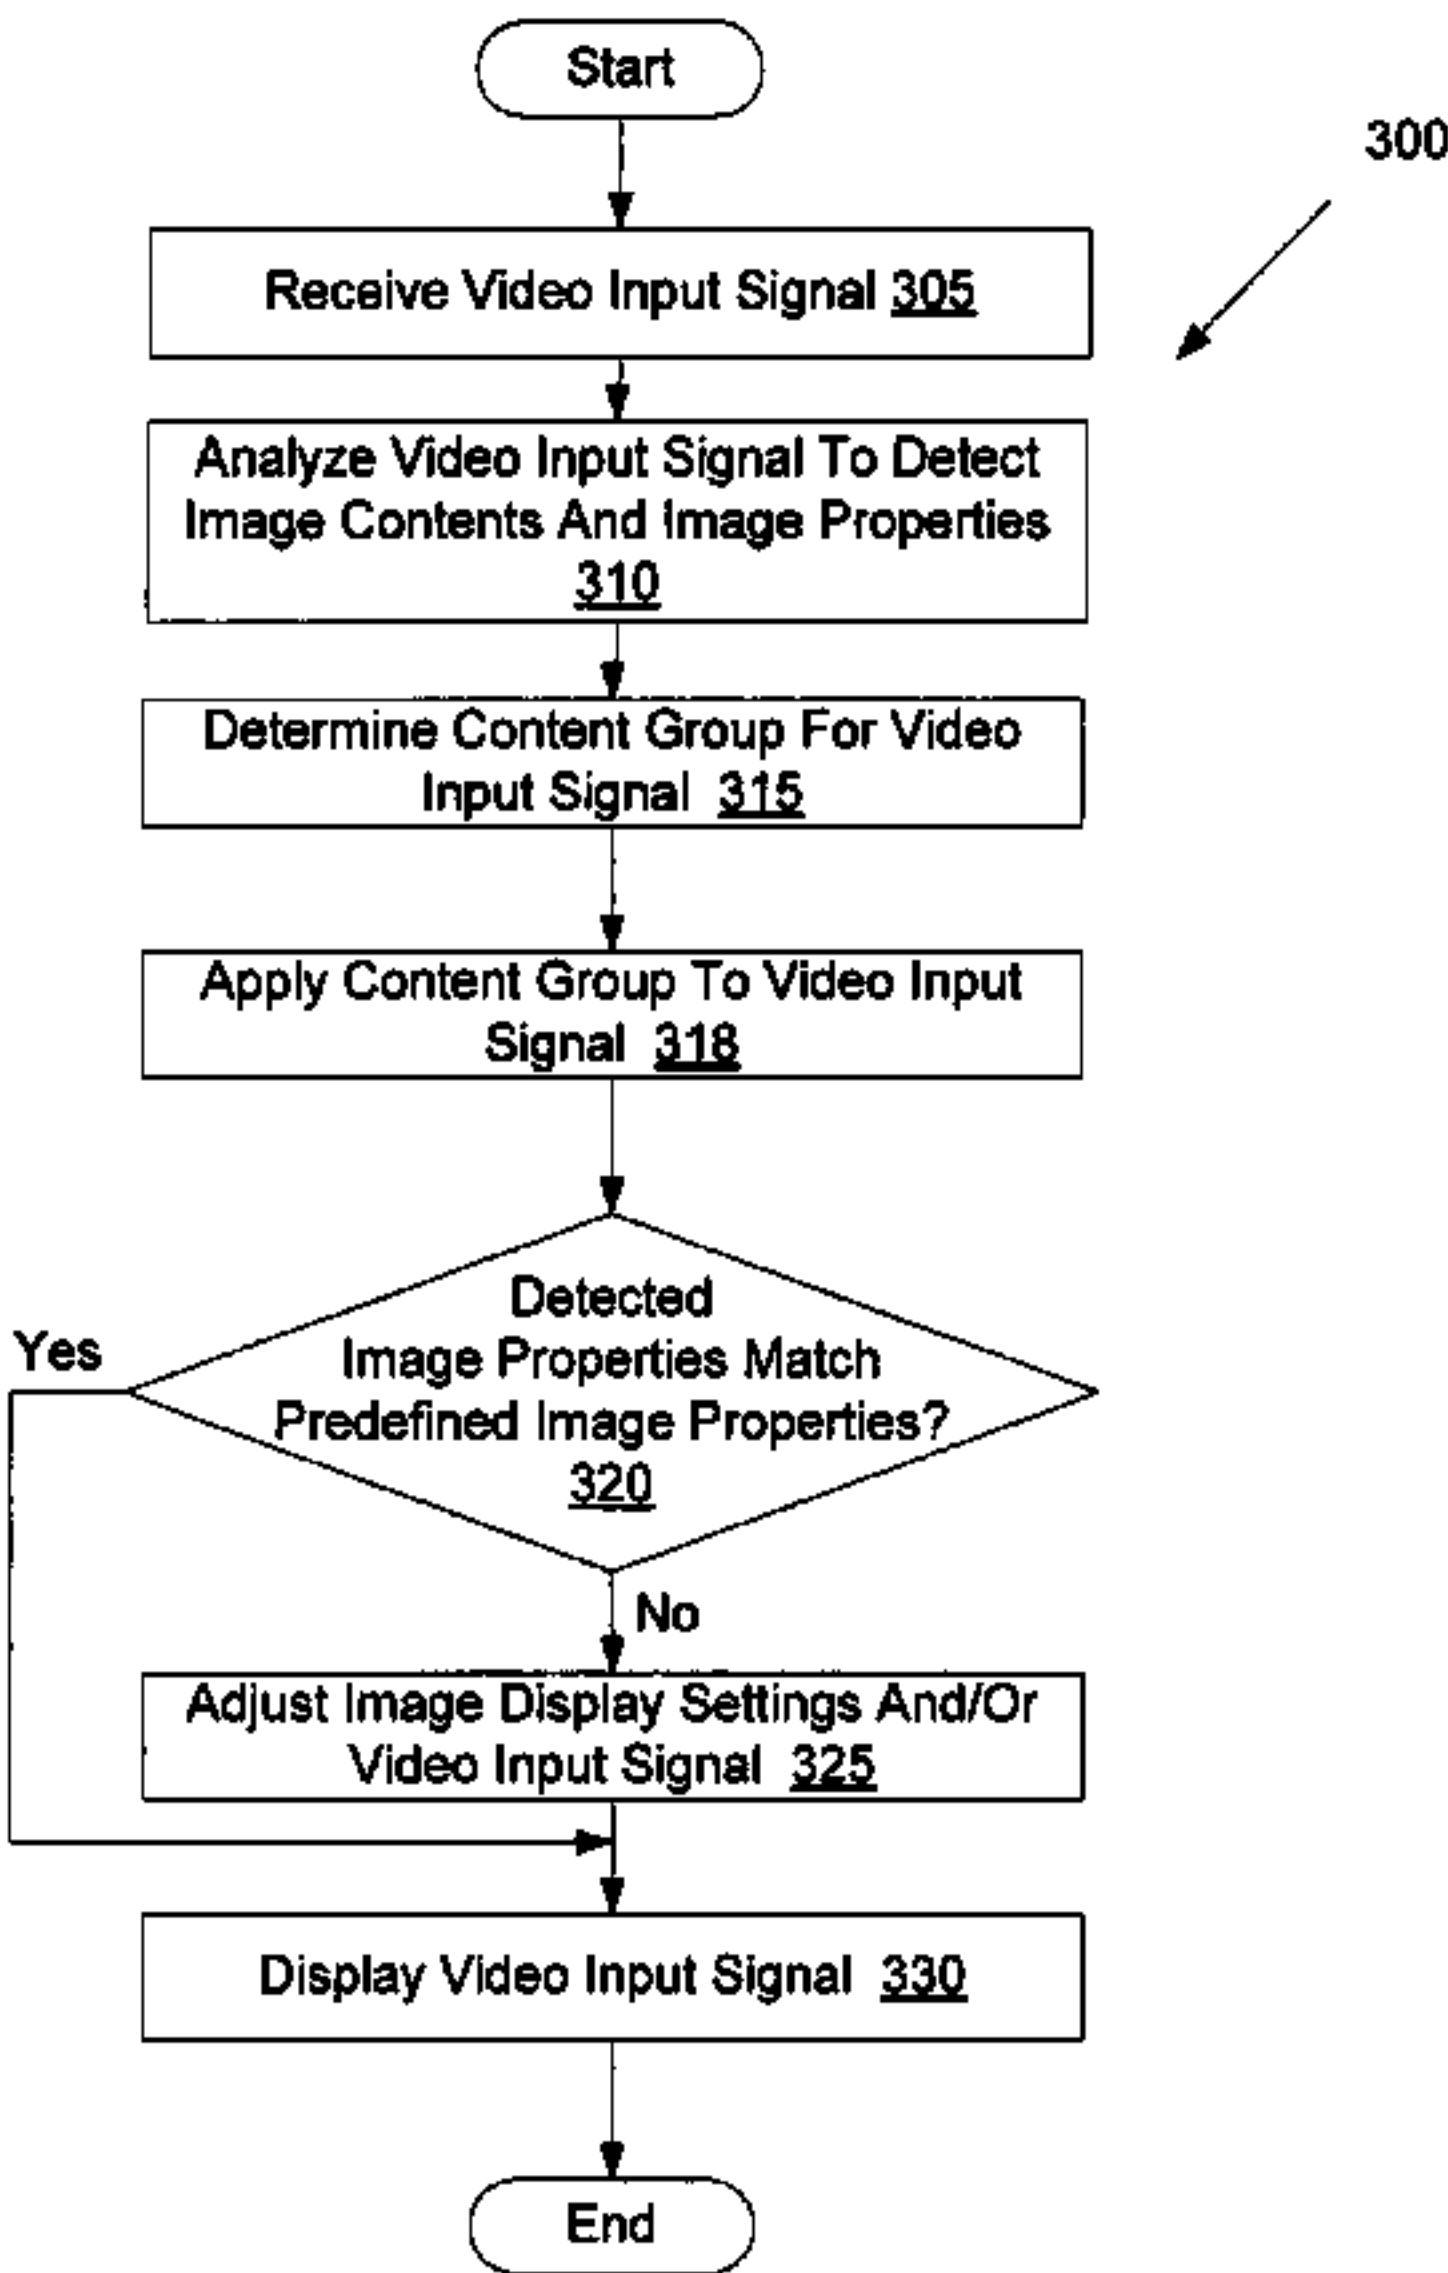 Start
300
Receive Video Input Signal 305
Analyze Video Input Signal To Detect
Image Contents And Image Properties
310
Determine Content Group For Video
Input Signal 315
Apply Content Group To Video Input
Signal 318
Detected
Image Properties Match
Predefined Image Properties?
320
Yes
No
Adjust Image Display Settings And/Or
Video Input Signal 325
Display Video Input Signal 330
End